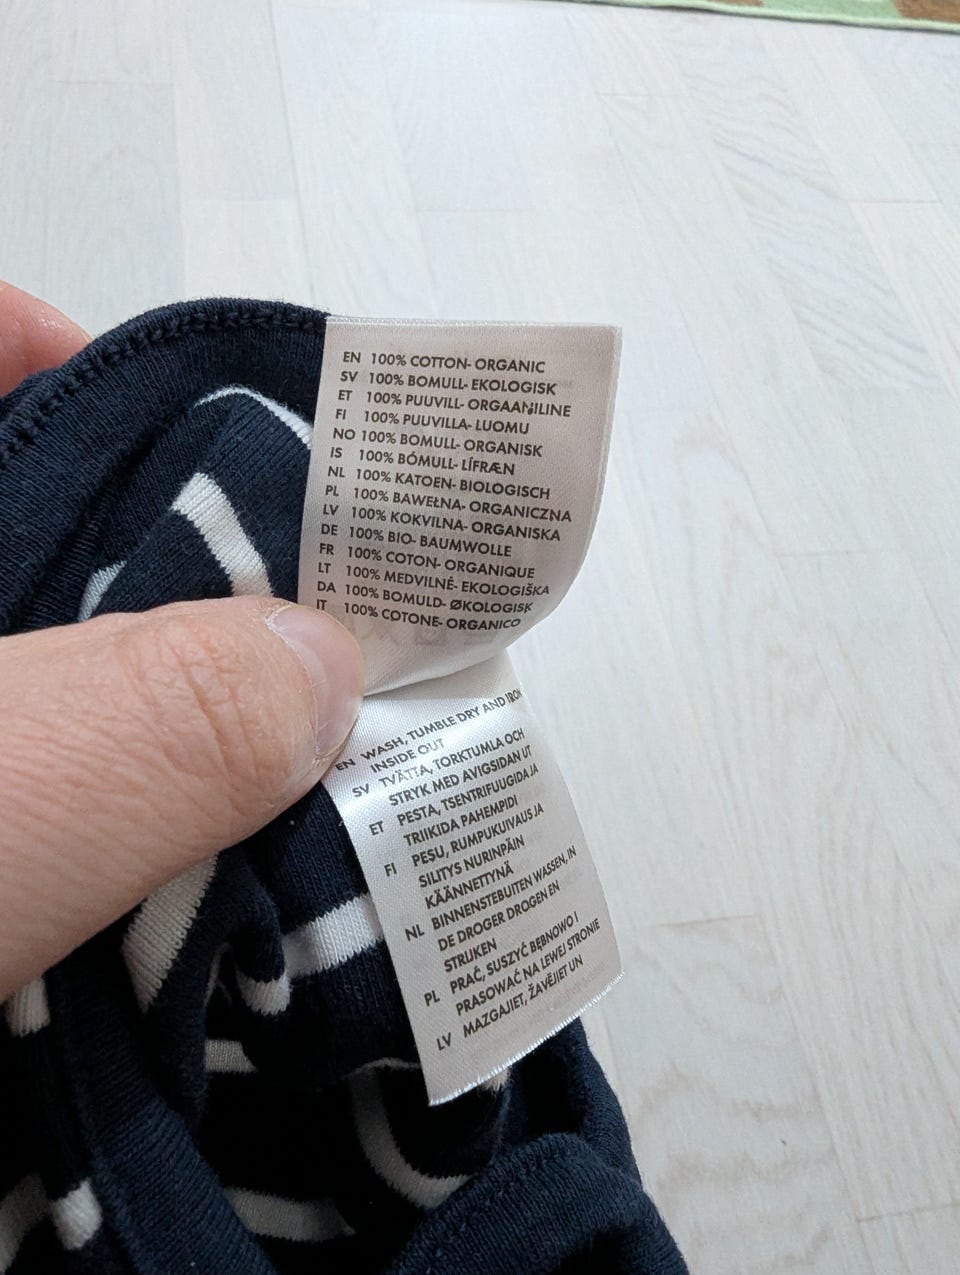 EN 100% COTTON- ORGANIC
SV 100% BOMULL- EKOLOGISK
ET 100% PUUVILL- ORGAANILINE
FI 100% PUUVILLA- LUOMU
NO 100% BOMULL- ORGANISK
IS 100% BÓMULL- LÍFRÆN
NL 100% KATOEN- BIOLOGISCH
PL 100% BAWEŁNA- ORGANICZNA
LV 100% KOKVILNA- ORGANISKA
DE 100% BIO- BAUMWOLLE
FR 100% COTON- ORGANIQUE
LT 100% MEDVILNĖ- EKOLOGIŠKA
DA 100% BOMULD- ØKOLOGISK
IT 100% COTONE- ORGANICO
EN WASH, TUMBLE DRY AND IRON
INSIDE OUT
SV TVÄTTA, TORKTUMLA OCH
STRYK MED AVIGSIDAN UT
ET PESTA, TSENTRIFUUGIDA JA
TRIIKIDA PAHEMPIDI
FI PESU, RUMPUKUIVAUS JA
SILITYS NURINPÄIN
KÄÄNNETTYNÄ
NL BINNENSTEBUITEN WASSEN, IN
DE DROGER DROGEN EN
STRIJKEN
PL PRAĆ, SUSZYĆ BĘBNOWO I
PRASOWAĆ NA LEWEJ STRONIE
LV MAZGAJIET, ŽAVĒJIET UN